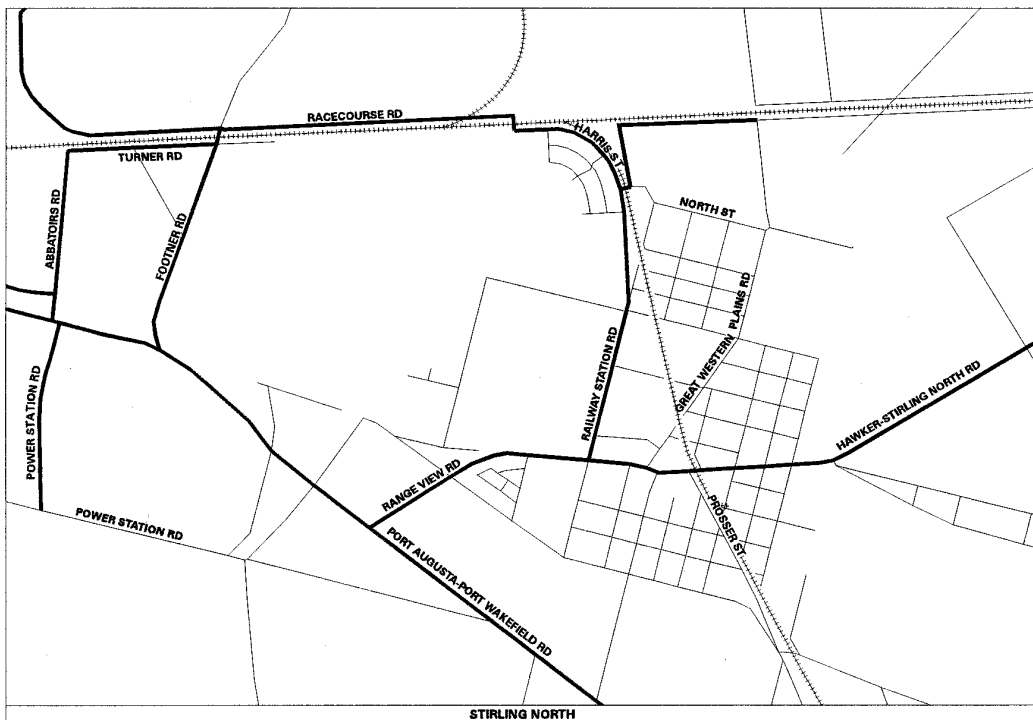 RACECOURSE RD
HARRIS ST
TURNER RD
ABBATOIRS RD
FOOTNER RD
NORTH ST
GREAT WESTERN PLAINS RD
RAILWAY STATION RD
HAWKER-STIRLING NORTH RD
POWER STATION RD
RANGE VIEW RD
POWER STATION RD
PROSSER ST
PORT AUGUSTA-PORT WAKEFIELD RD
STIRLING NORTH